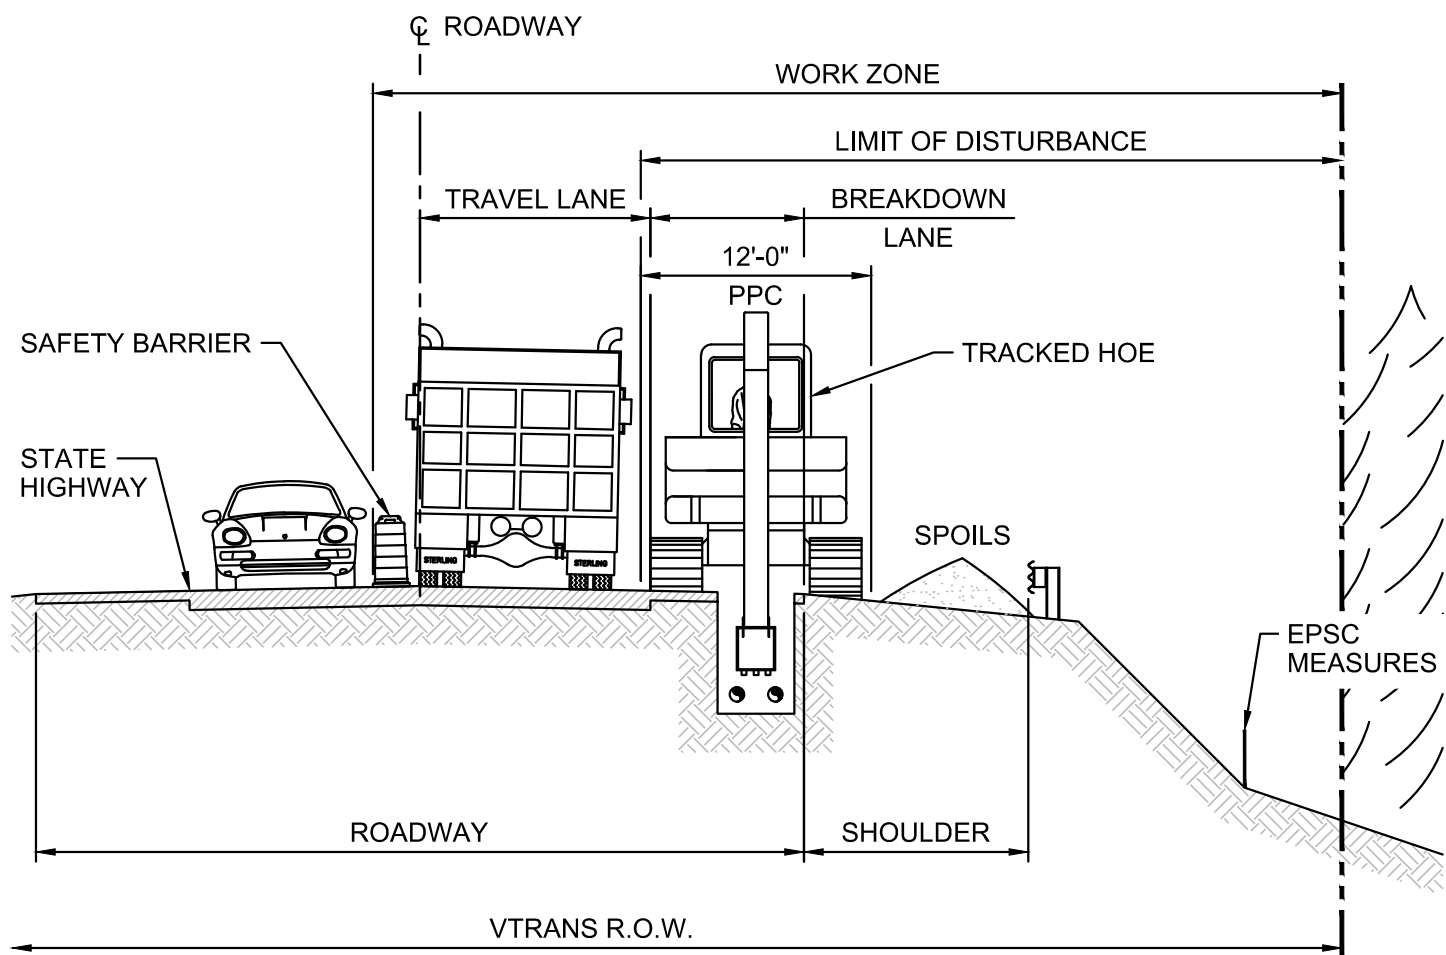 ℄ ROADWAY
WORK ZONE
LIMIT OF DISTURBANCE
TRAVEL LANE
BREAKDOWN
LANE
12'-0"
PPC
SAFETY BARRIER
TRACKED HOE
STATE
HIGHWAY
SPOILS
STERLING
STERLING
EPSC
MEASURES
ROADWAY
SHOULDER
VTRANS R.O.W.